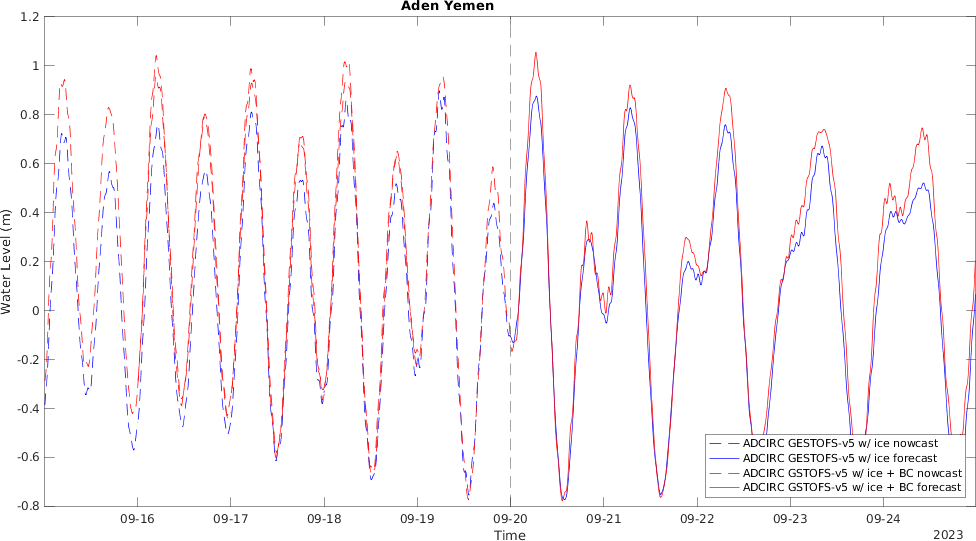 Aden Yemen
1.2
1
0.8
0.6
0.4
0.2
0
-0.2
-0.4
-0.6
-0.8
Water Level (m)
09-16 09-17 09-18 09-19 09-20 09-21 09-22 09-23 09-24
Time
2023
ADCIRC GESTOFS-v5 w/ ice nowcast
ADCIRC GESTOFS-v5 w/ ice forecast
ADCIRC GSTOFS-v5 w/ ice + BC nowcast
ADCIRC GSTOFS-v5 w/ ice + BC forecast